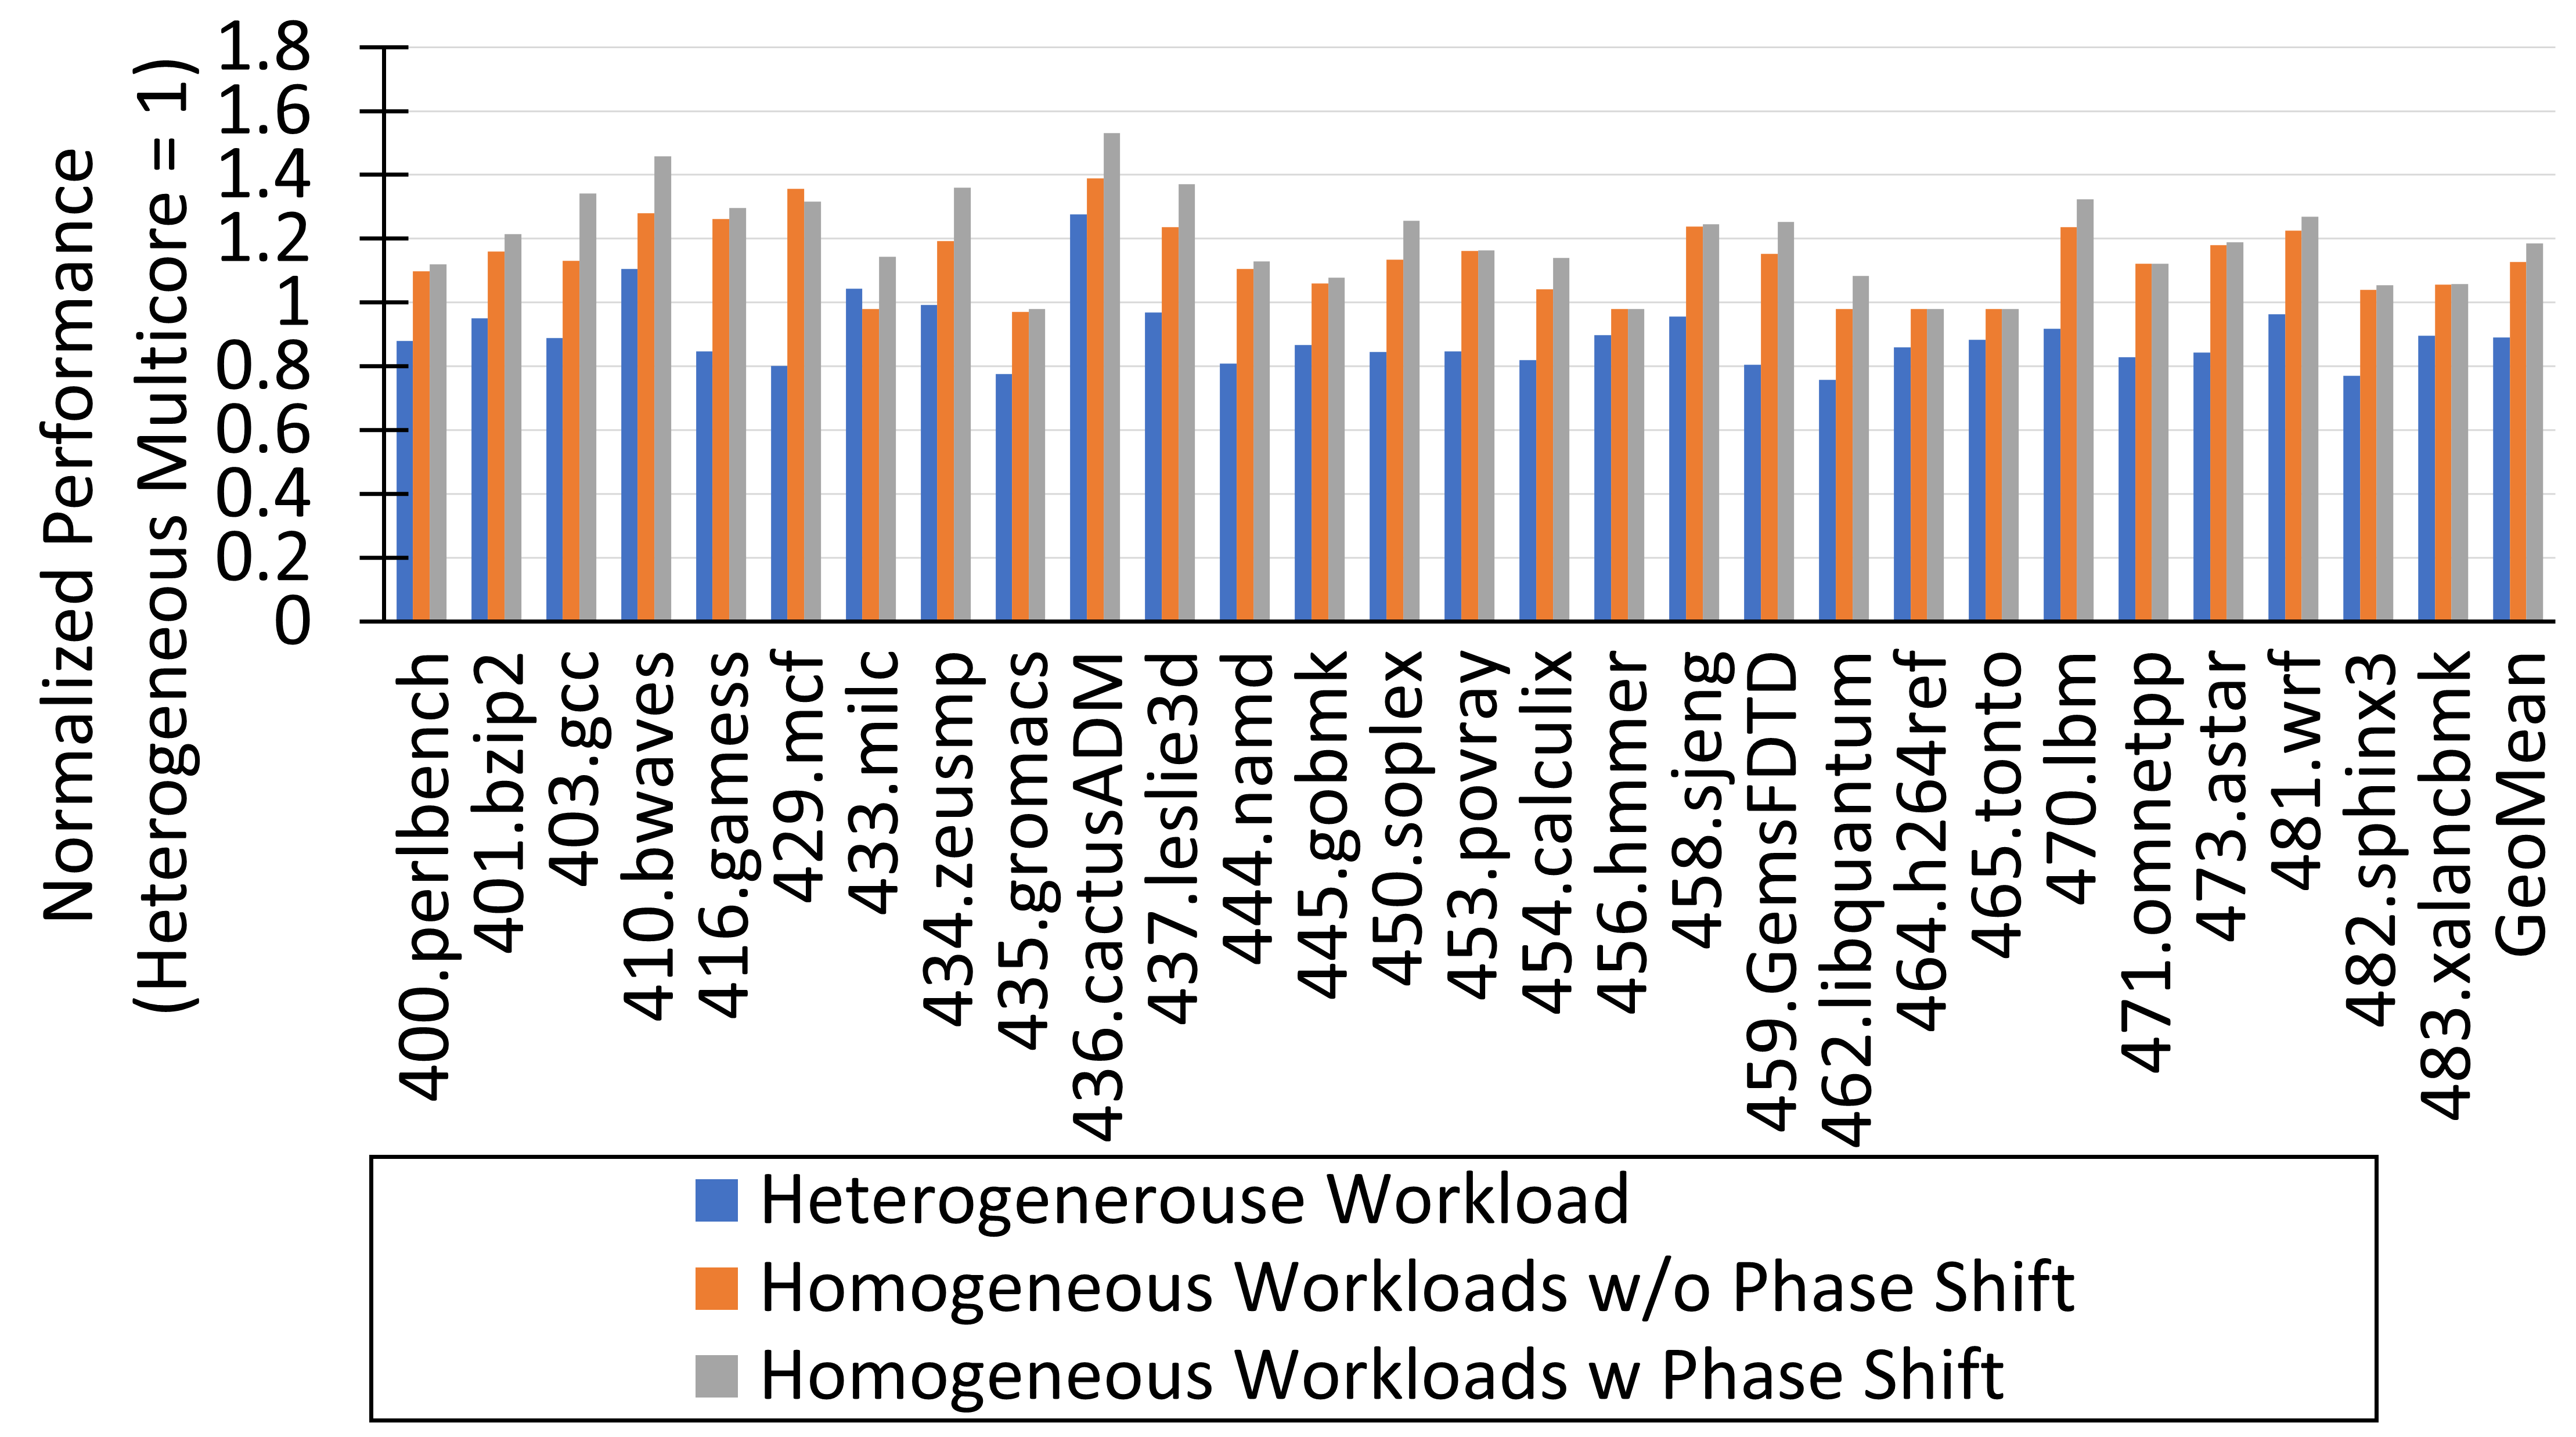 Normalized Performance
(Heterogeneous Multicore = 1)
1.8
1.6
1.4
1.2
1
0.8
0.6
0.4
0.2
0
400.perlbench
401.bzip2
403.gcc
410.bwaves
416.gamess
429.mcf
433.milc
434.zeusmp
435.gromacs
436.cactusADM
437.leslie3d
444.namd
445.gobmk
450.soplex
453.povray
454.calculix
456.hmmer
458.sjeng
459.GemsFDTD
462.libquantum
464.h264ref
465.tonto
470.lbm
471.omnetpp
473.astar
481.wrf
482.sphinx3
483.xalancbmk
GeoMean
Heterogenerouse Workload
Homogeneous Workloads w/o Phase Shift
Homogeneous Workloads w Phase Shift